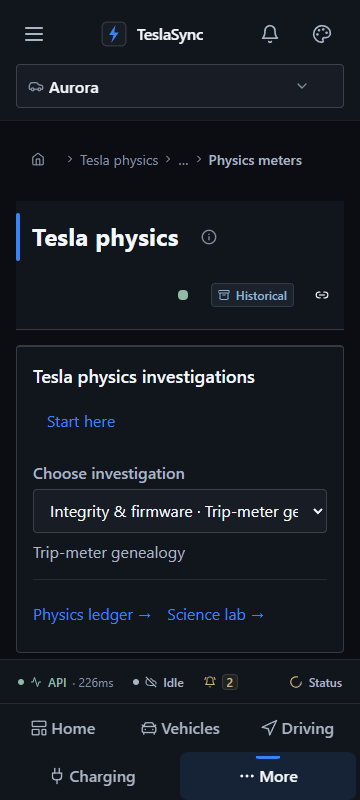 TeslaSync
Aurora
Tesla physics ... Physics meters
Tesla physics
Historical
Tesla physics investigations
Start here
Choose investigation
Integrity & firmware · Trip-meter ge
Trip-meter genealogy
Physics ledger → Science lab →
API · 226ms Idle 2 Status
Home Vehicles Driving
Charging More